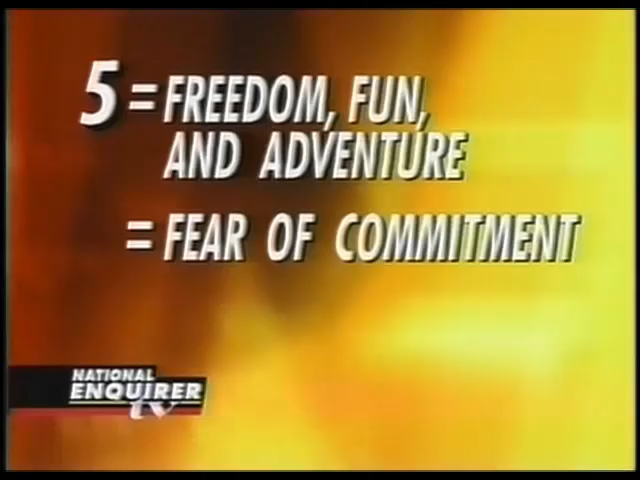 5 = FREEDOM, FUN,
AND ADVENTURE
= FEAR OF COMMITMENT
NATIONAL
ENQUIRER
tv